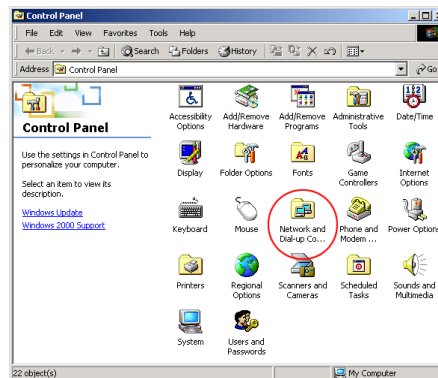 Control Panel
File Edit View Favorites Tools Help
Back Search Folders History
Address Control Panel Go
Control Panel
Use the settings in Control Panel to
personalize your computer.
Select an item to view its
description.
Windows Update
Windows 2000 Support
Accessibility
Options
Add/Remove
Hardware
Add/Remove
Programs
Administrative
Tools
Date/Time
Display
Folder Options
Fonts
Game
Controllers
Internet
Options
Keyboard
Mouse
Network and
Dial-up Co...
Phone and
Modem ...
Power Options
Printers
Regional
Options
Scanners and
Cameras
Scheduled
Tasks
Sounds and
Multimedia
System
Users and
Passwords
22 object(s) My Computer